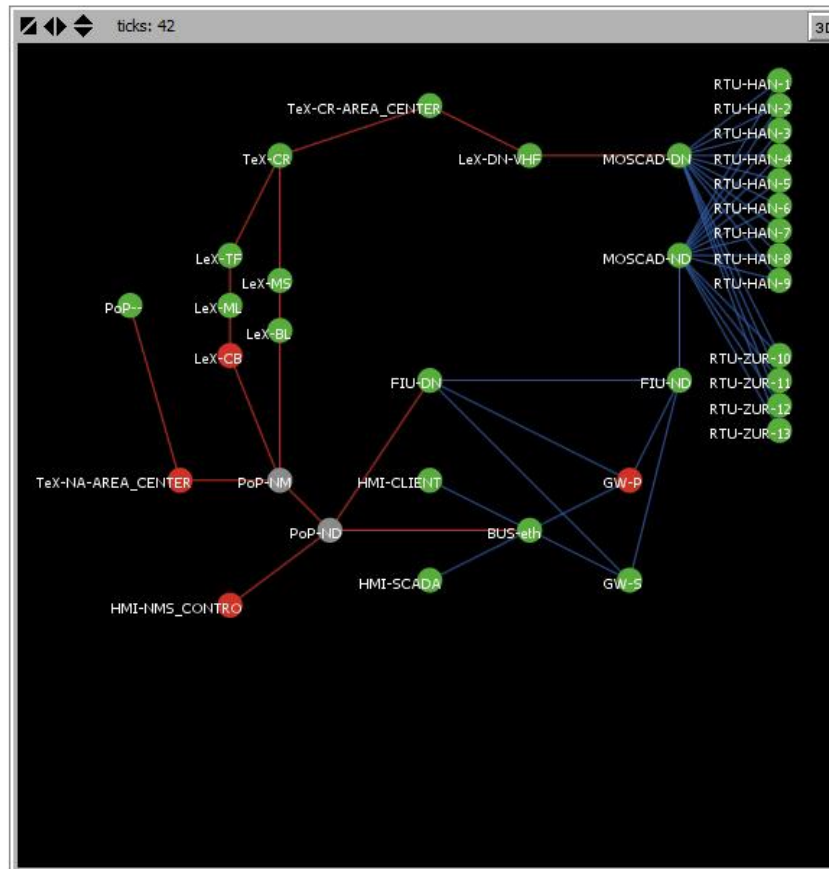 ticks: 42
3D
TeX-CR-AREA_CENTER
TeX-CR
LeX-DN-VHF
MOSCAD-DN
RTU-HAN-1
RTU-HAN-2
RTU-HAN-3
RTU-HAN-4
RTU-HAN-5
RTU-HAN-6
RTU-HAN-7
RTU-HAN-8
RTU-HAN-9
LeX-TF
MOSCAD-ND
LeX-MS
PoP--
LeX-ML
LeX-BL
LeX-CB
RTU-ZUR-10
RTU-ZUR-11
RTU-ZUR-12
RTU-ZUR-13
FIU-DN
FIU-ND
TeX-NA-AREA_CENTER
PoP-NM
HMI-CLIENT
GW-P
PoP-ND
BUS-eth
HMI-SCADA
GW-S
HMI-NMS_CONTRO